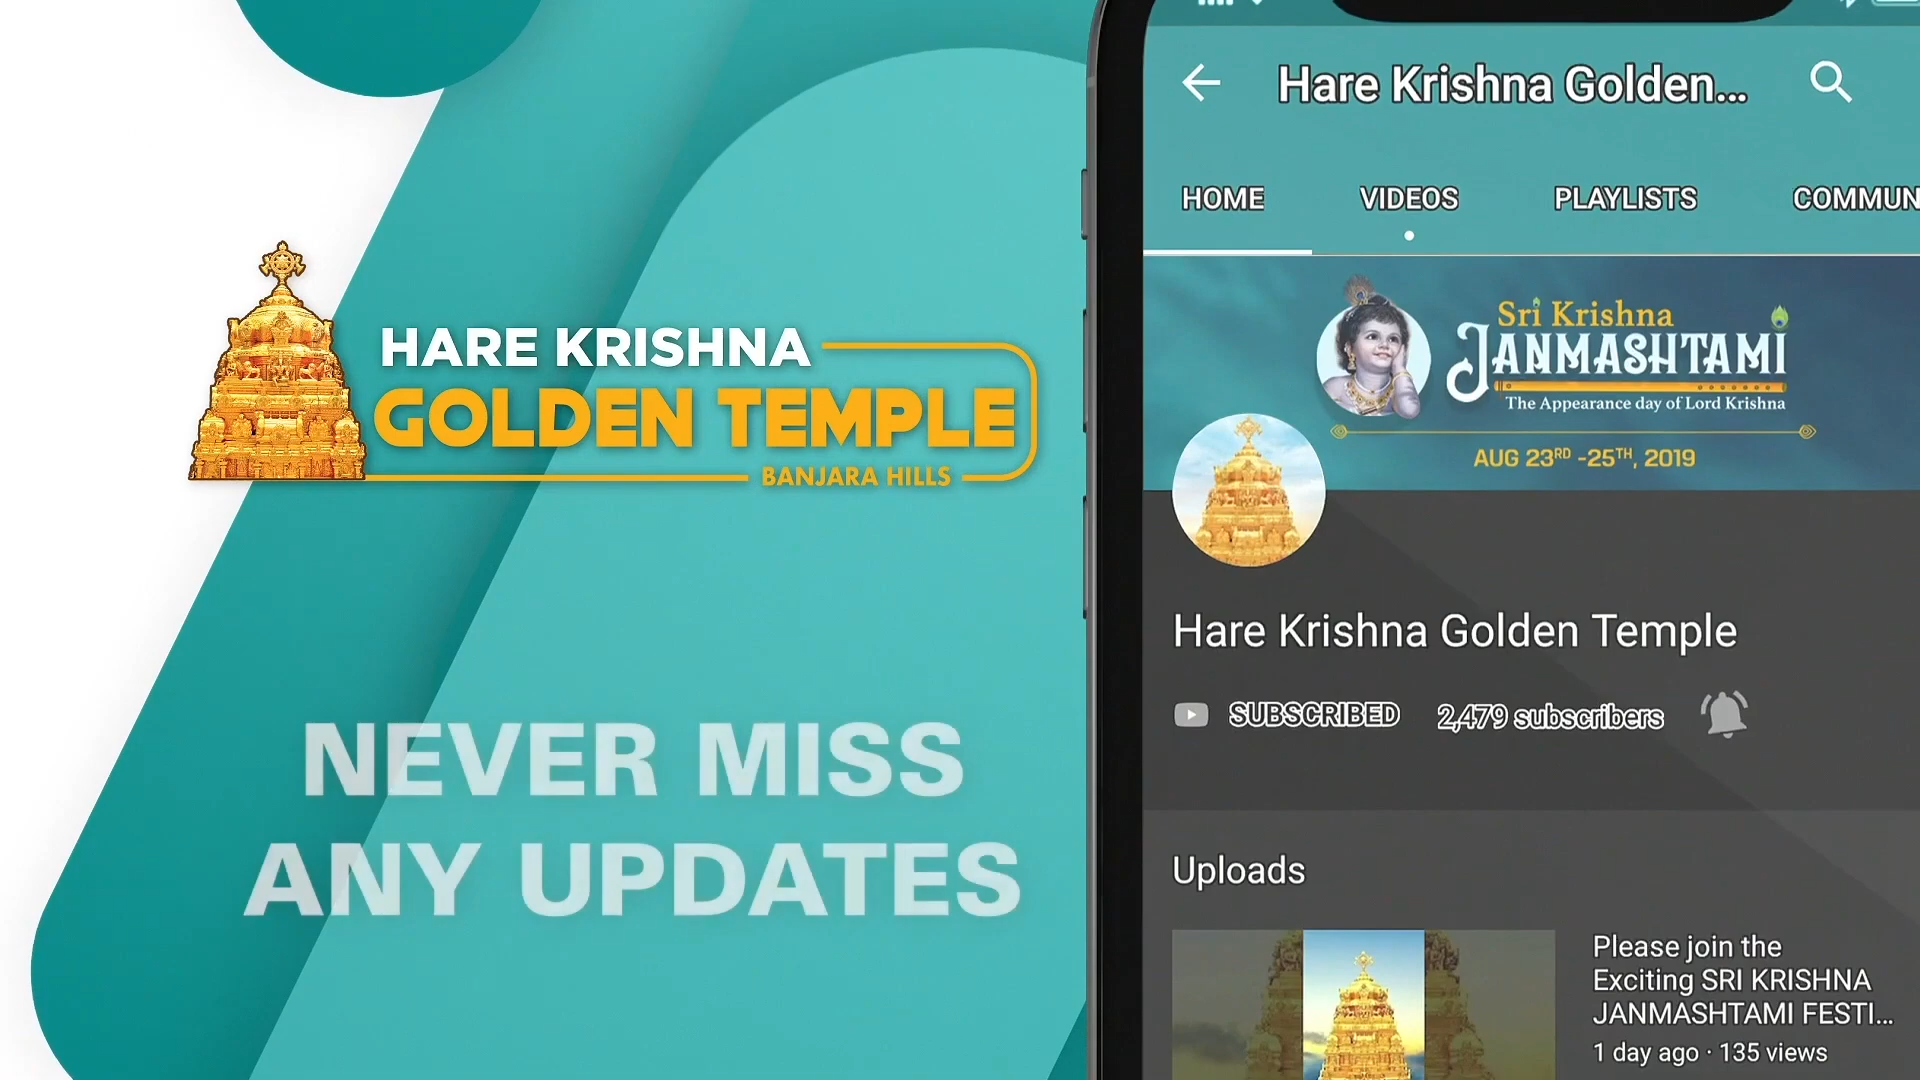 HARE KRISHNA
GOLDEN TEMPLE
BANJARA HILLS
NEVER MISS
ANY UPDATES
Hare Krishna Golden...
HOME VIDEOS PLAYLISTS COMMUN
Sri Krishna
JANMASHTAMI
The Appearance day of Lord Krishna
AUG 23RD -25TH, 2019
Hare Krishna Golden Temple
SUBSCRIBED 2,479 subscribers
Uploads
Please join the
Exciting SRI KRISHNA
JANMASHTAMI FESTI...
1 day ago · 135 views